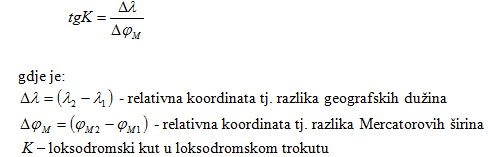 tgK = Δλ / Δφ_M
gdje je:
Δλ = (λ₂ − λ₁) - relativna koordinata tj. razlika geografskih dužina
Δφ_M = (φ_M2 − φ_M1) - relativna koordinata tj. razlika Mercatorovih širina
K – loksodromski kut u loksodromskom trokutu